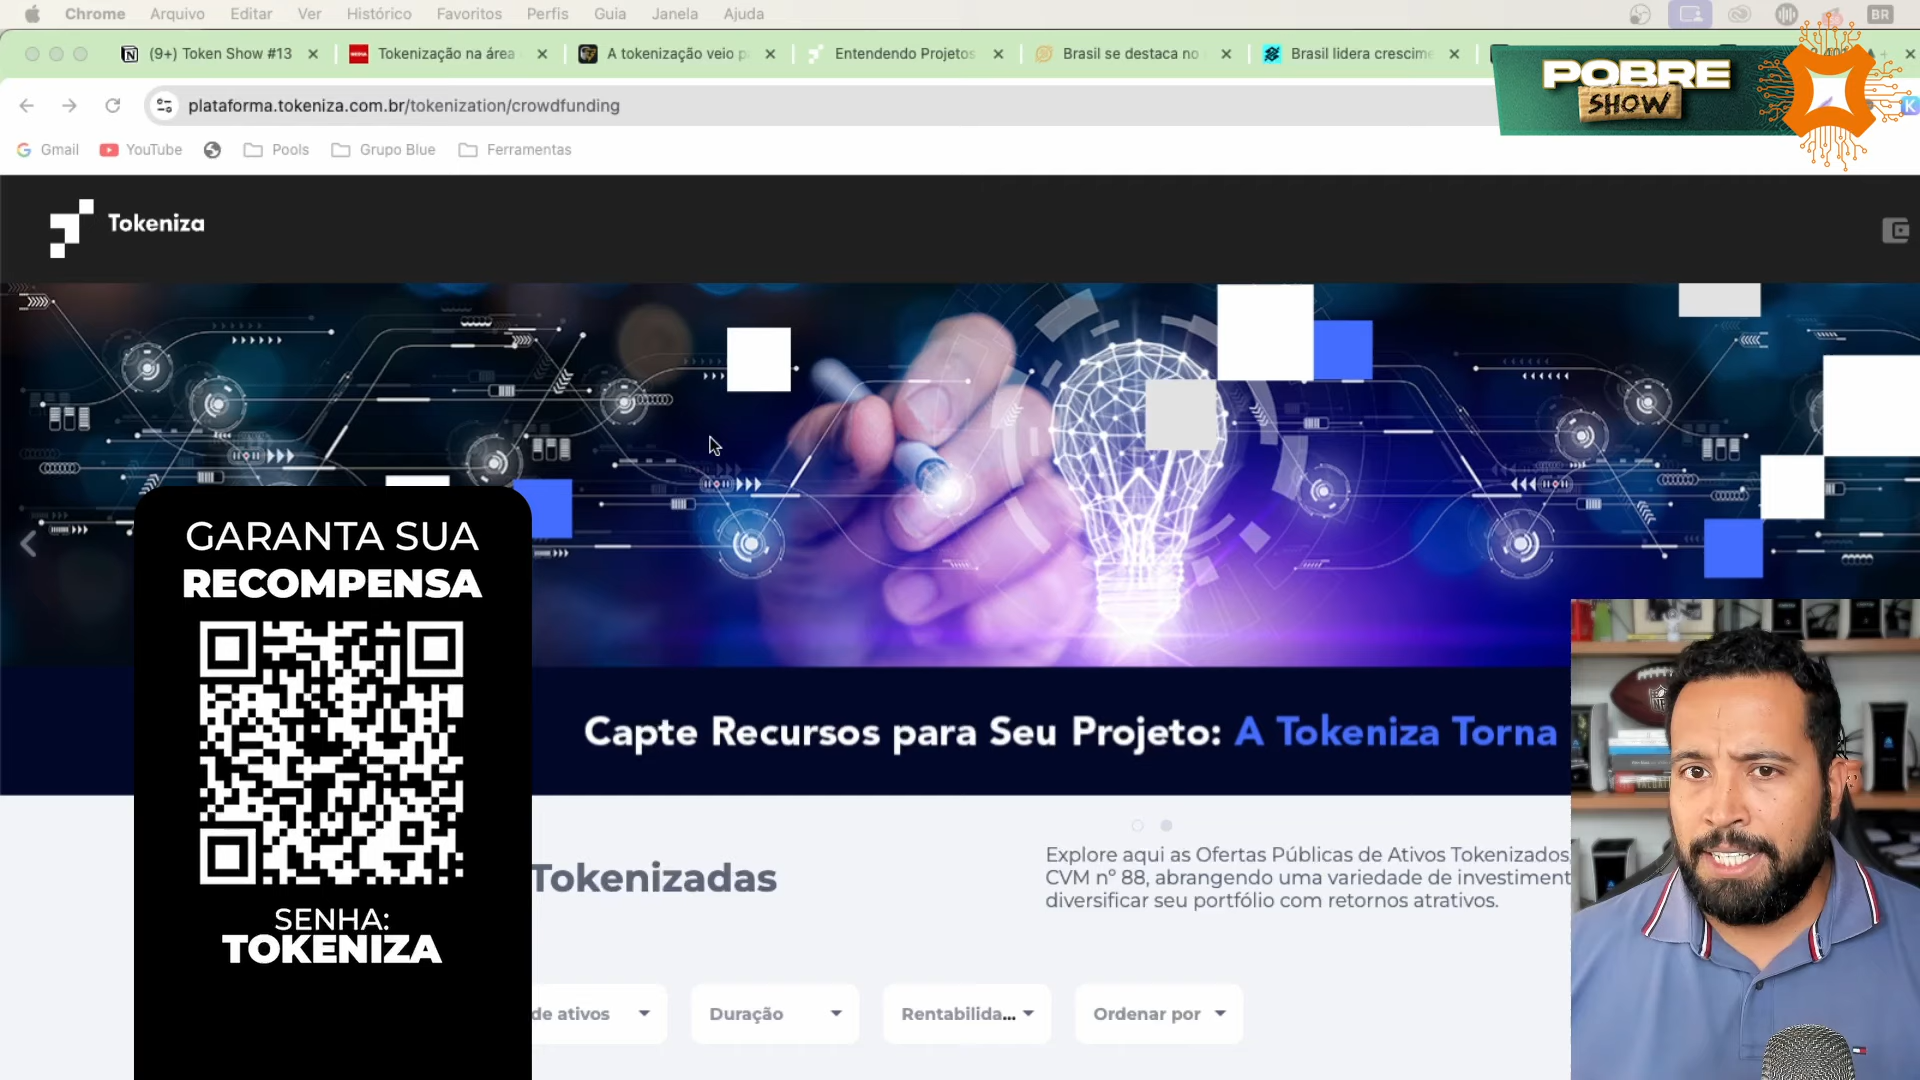 Chrome Arquivo Editar Ver Histórico Favoritos Perfis Guia Janela Ajuda BR
(9+) Token Show #13 Tokenização na área A tokenização veio p Entendendo Projetos Brasil se destaca no Brasil lidera crescime
POBRE
SHOW
plataforma.tokeniza.com.br/tokenization/crowdfunding
K
Gmail YouTube Pools Grupo Blue Ferramentas
Tokeniza
GARANTA SUA
RECOMPENSA
SENHA:
TOKENIZA
Capte Recursos para Seu Projeto: A Tokeniza Torna
Tokenizadas
Explore aqui as Ofertas Públicas de Ativos Tokenizados,
CVM nº 88, abrangendo uma variedade de investiment
diversificar seu portfólio com retornos atrativos.
de ativos Duração Rentabilida... Ordenar por